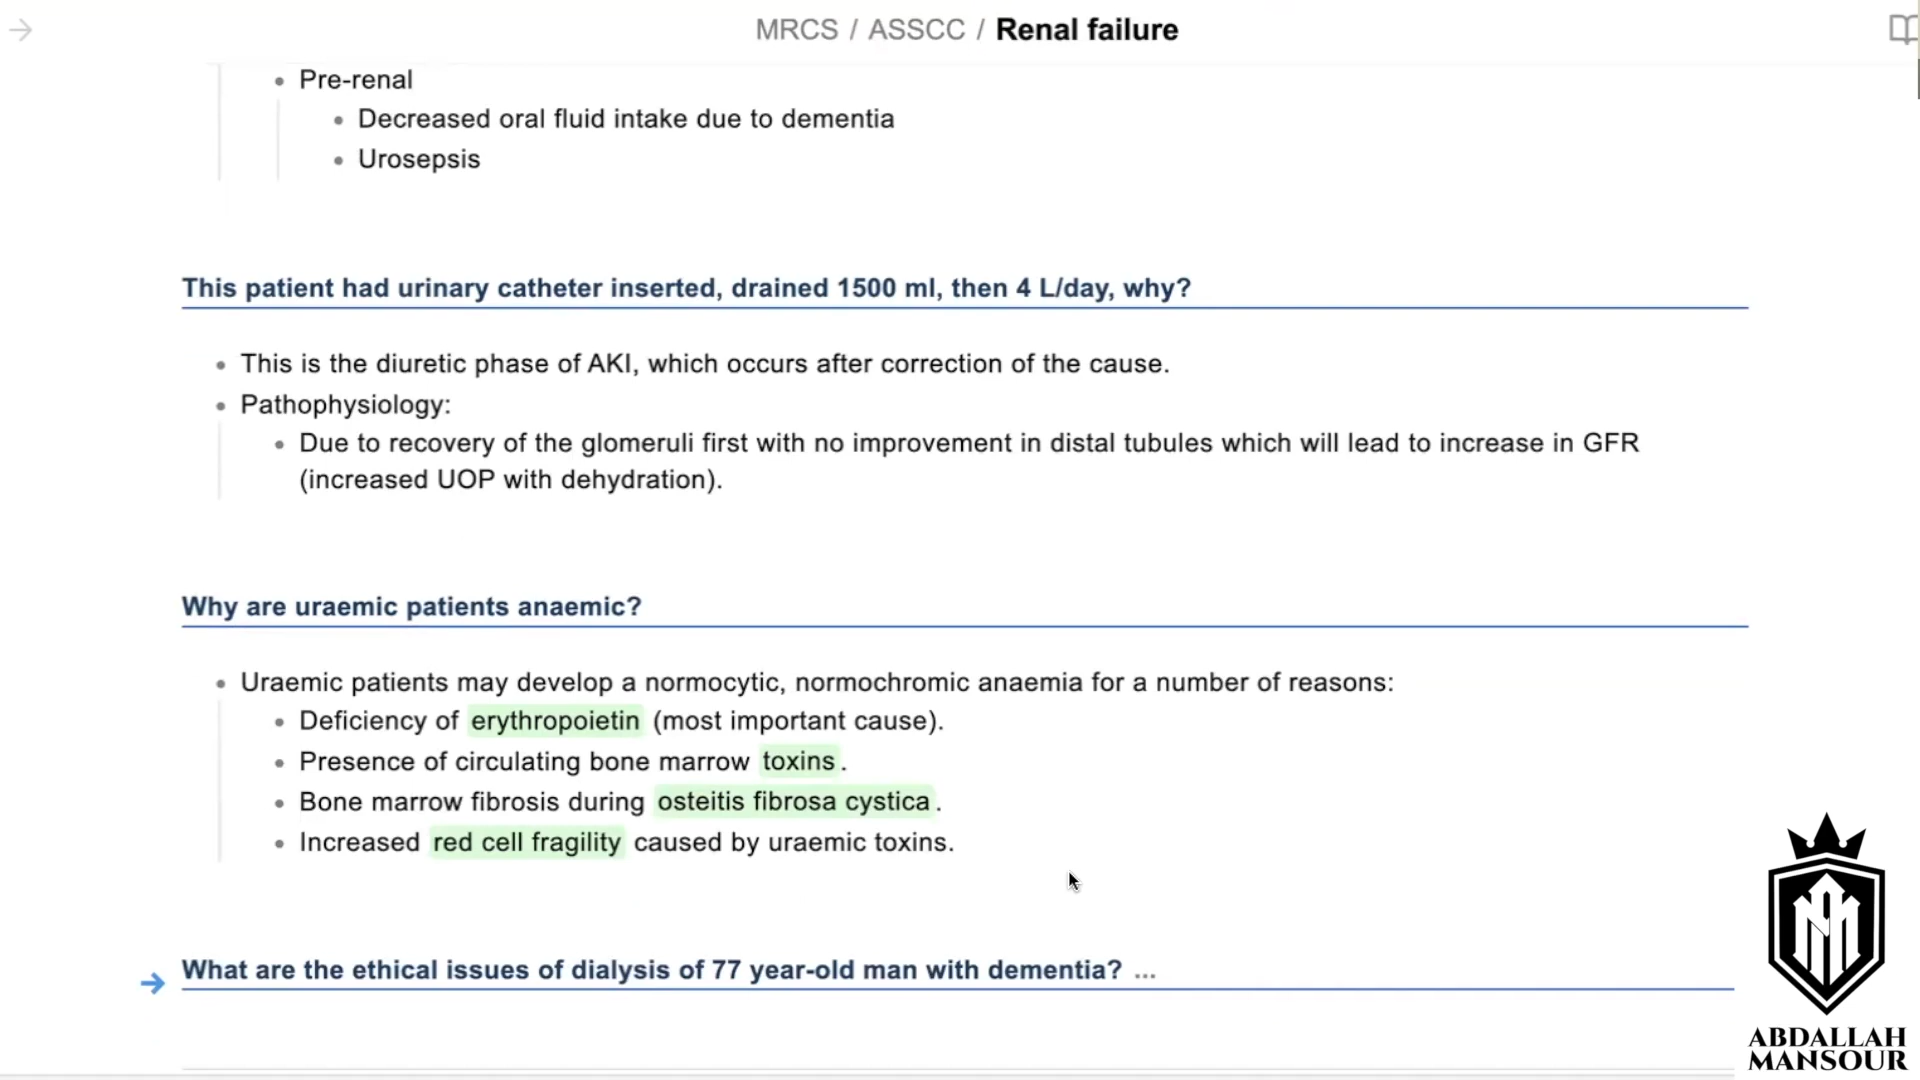 MRCS / ASSCC / Renal failure
Pre-renal
Decreased oral fluid intake due to dementia
Urosepsis
This patient had urinary catheter inserted, drained 1500 ml, then 4 L/day, why?
This is the diuretic phase of AKI, which occurs after correction of the cause.
Pathophysiology:
Due to recovery of the glomeruli first with no improvement in distal tubules which will lead to increase in GFR
(increased UOP with dehydration).
Why are uraemic patients anaemic?
Uraemic patients may develop a normocytic, normochromic anaemia for a number of reasons:
Deficiency of erythropoietin (most important cause).
Presence of circulating bone marrow toxins .
Bone marrow fibrosis during osteitis fibrosa cystica .
Increased red cell fragility caused by uraemic toxins.
What are the ethical issues of dialysis of 77 year-old man with dementia? ...
ABDALLAH
MANSOUR